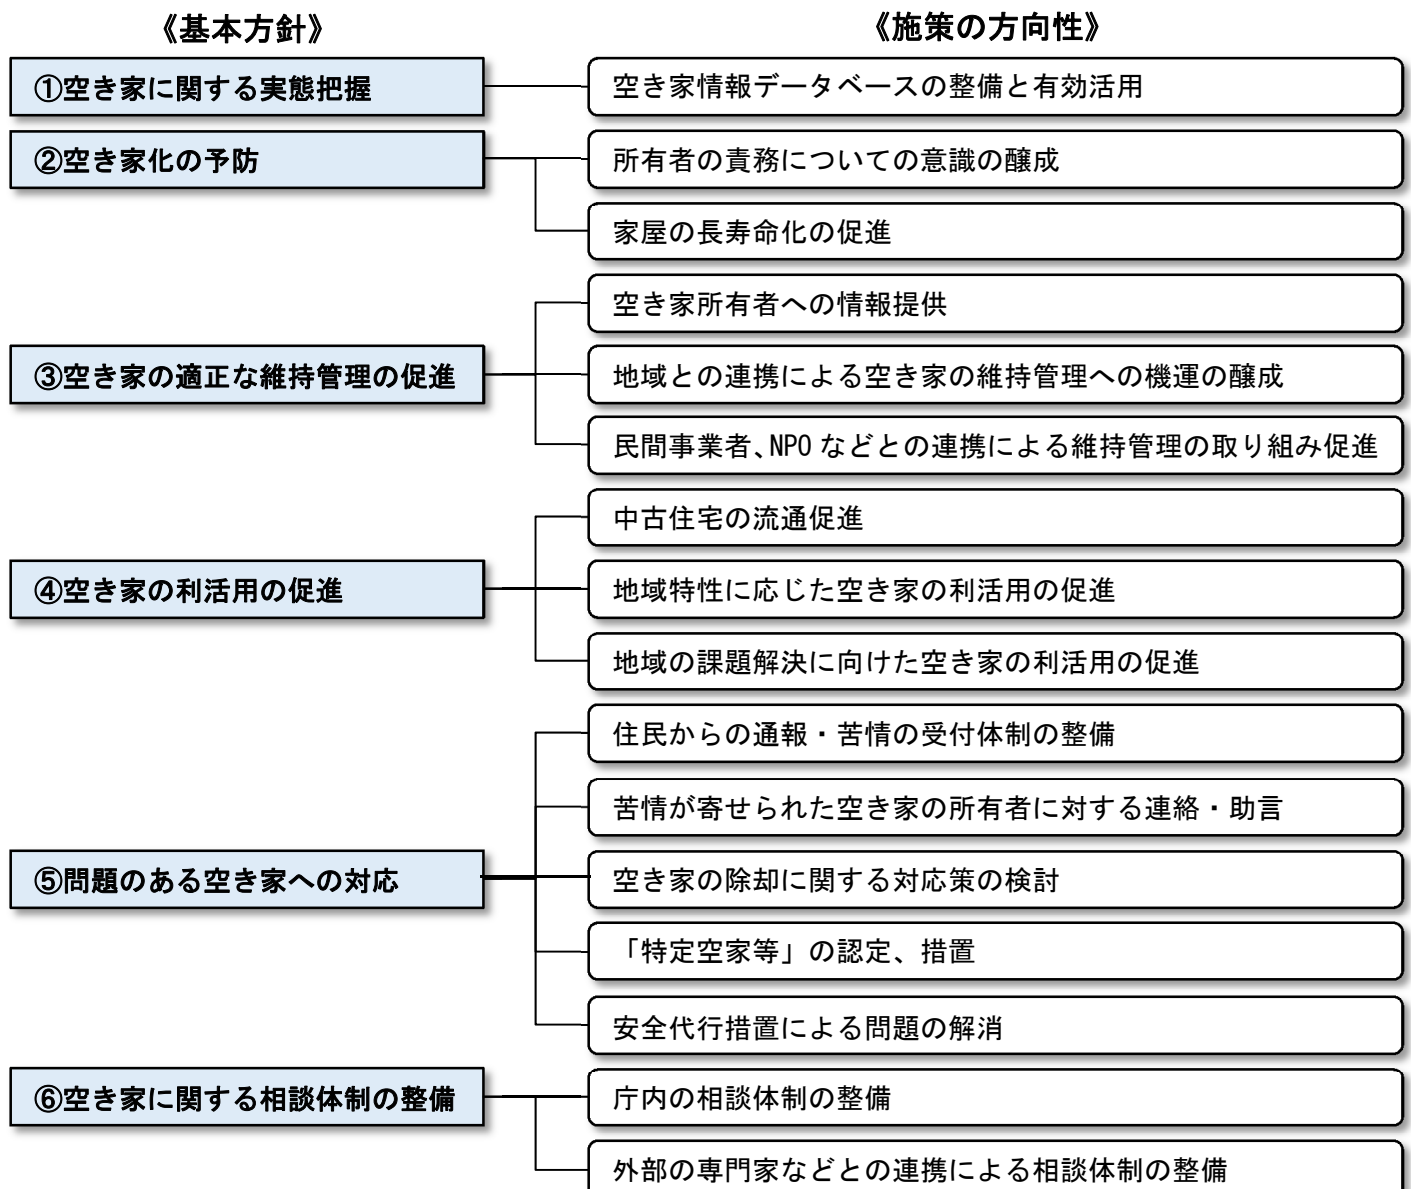 《基本方針》
《施策の方向性》
①空き家に関する実態把握
空き家情報データベースの整備と有効活用
②空き家化の予防
所有者の責務についての意識の醸成
家屋の長寿命化の促進
空き家所有者への情報提供
③空き家の適正な維持管理の促進
地域との連携による空き家の維持管理への機運の醸成
民間事業者、NPO などとの連携による維持管理の取り組み促進
中古住宅の流通促進
④空き家の利活用の促進
地域特性に応じた空き家の利活用の促進
地域の課題解決に向けた空き家の利活用の促進
住民からの通報・苦情の受付体制の整備
苦情が寄せられた空き家の所有者に対する連絡・助言
⑤問題のある空き家への対応
空き家の除却に関する対応策の検討
「特定空家等」の認定、措置
安全代行措置による問題の解消
⑥空き家に関する相談体制の整備
庁内の相談体制の整備
外部の専門家などとの連携による相談体制の整備